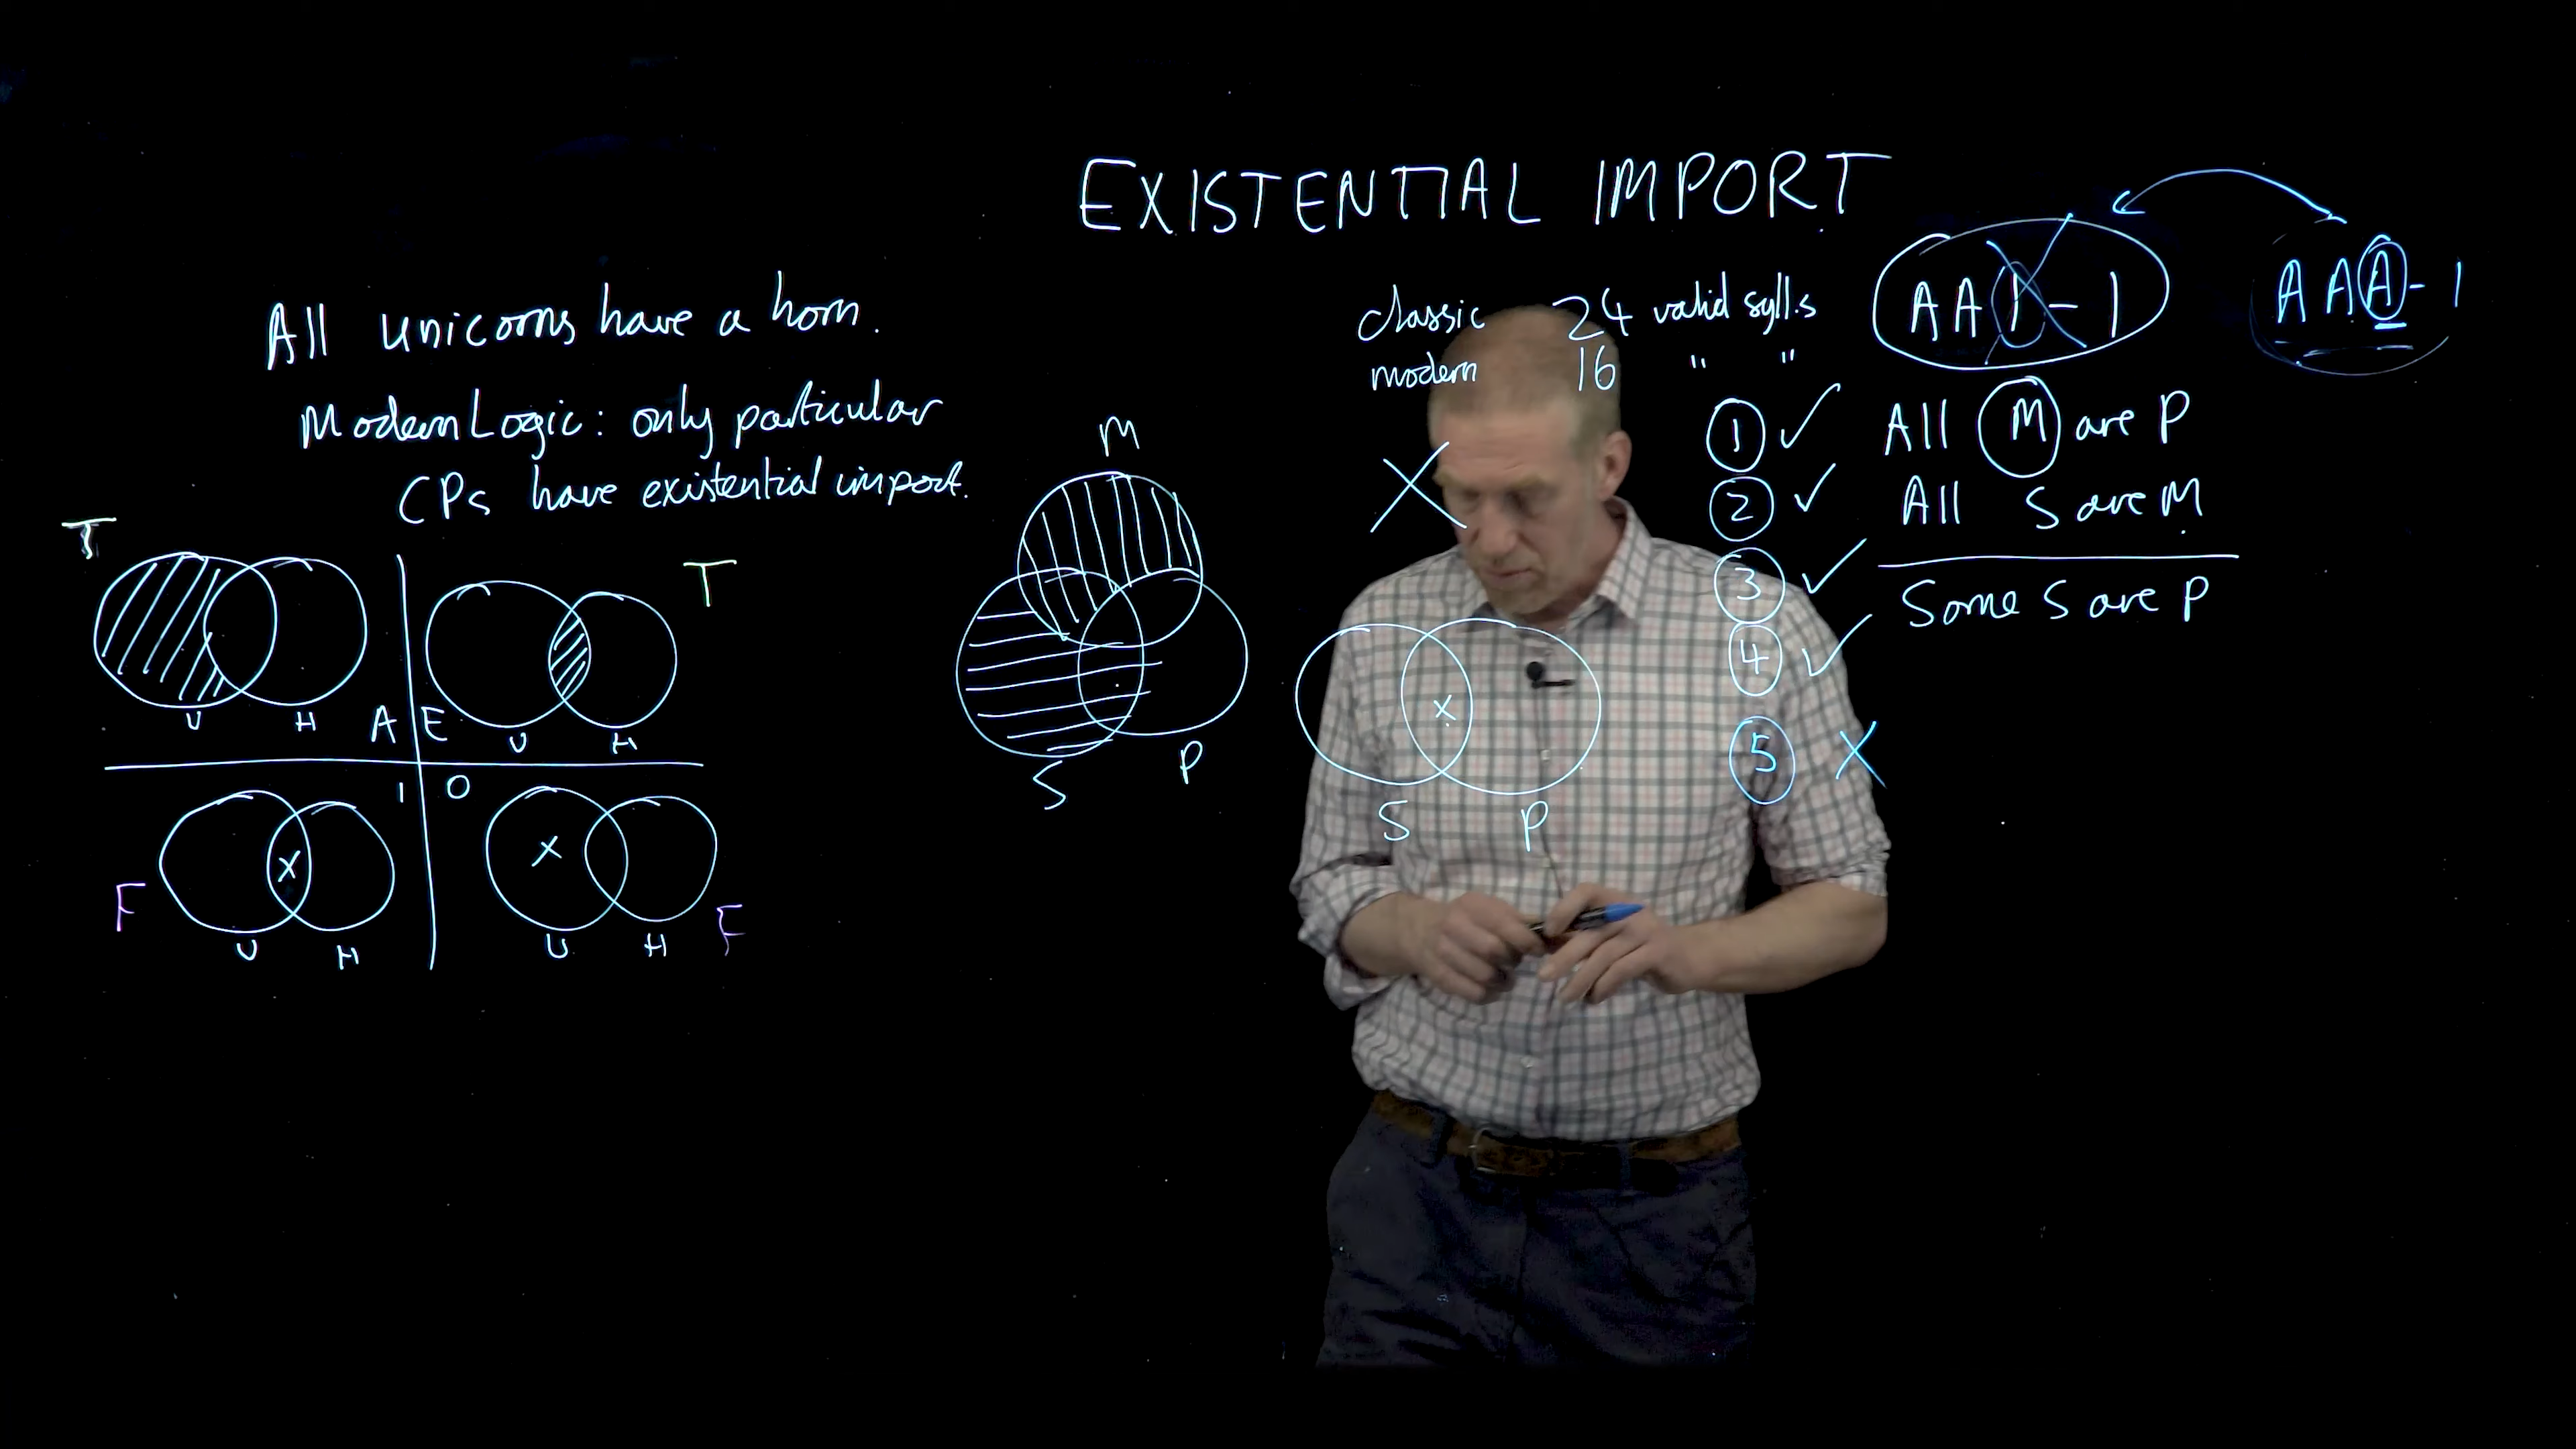 EXISTENTIAL IMPORT
All unicorns have a horn.
Modern Logic: only particular
CPs have existential import.
T
U H A
E U H
T
I
U H
F
O
U H
F
M
S P
classic 24 valid sylls
modern 16 " "
X
S P
X
AAI-1
AAA-1
1 ✓ All M are P
2 ✓ All S are M
3 ✓ Some S are P
4 ✓
5 X